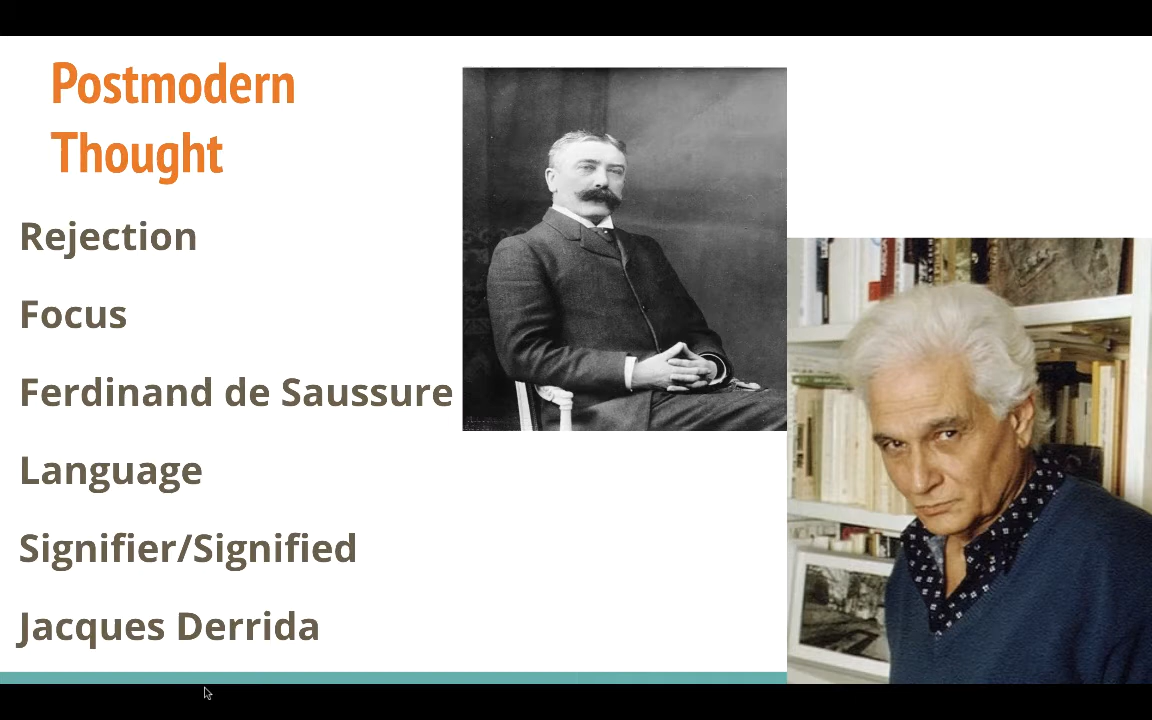 Postmodern
Thought
Rejection
Focus
Ferdinand de Saussure
Language
Signifier/Signified
Jacques Derrida